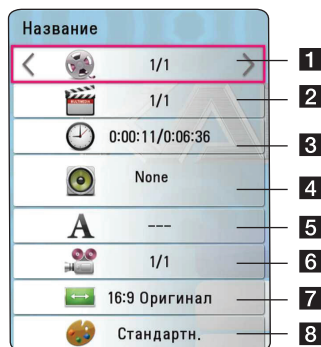 Название
1/1 1
1/1 2
0:00:11/0:06:36 3
None 4
A --- 5
1/1 6
16:9 Оригинал 7
Стандартн. 8